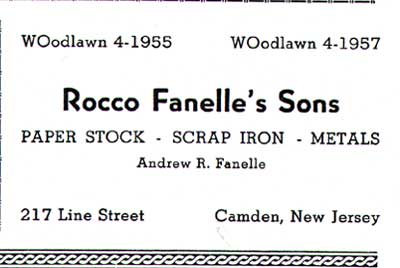 WOodlawn 4-1955 WOodlawn 4-1957
Rocco Fanelle's Sons
PAPER STOCK - SCRAP IRON - METALS
Andrew R. Fanelle
217 Line Street Camden, New Jersey